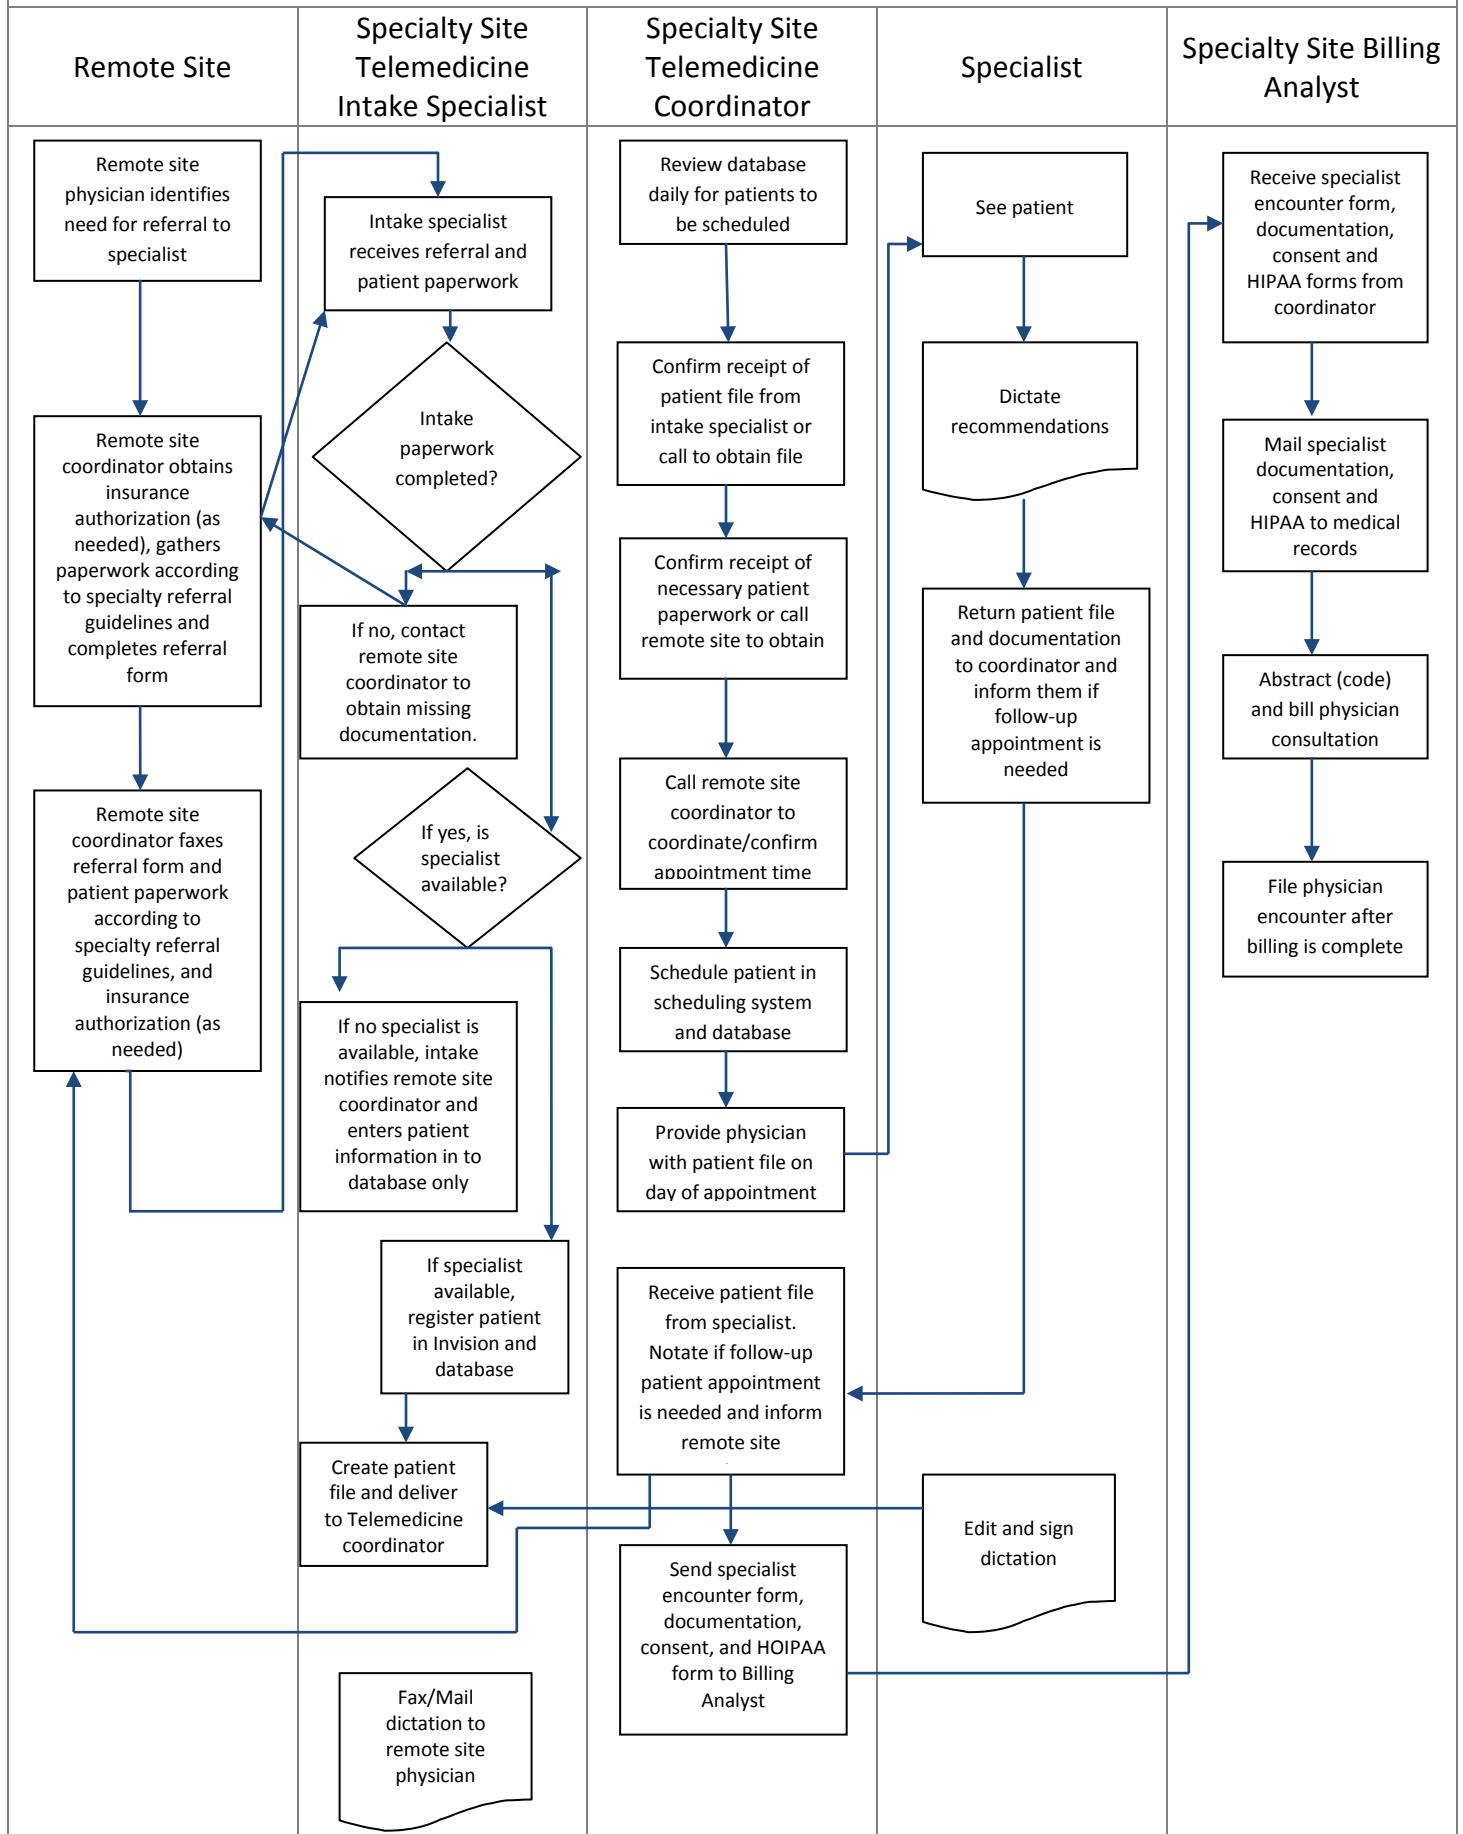 Remote Site
Specialty Site
Telemedicine
Intake Specialist
Specialty Site
Telemedicine
Coordinator
Specialist
Specialty Site Billing
Analyst
Remote site
physician identifies
need for referral to
specialist
Remote site
coordinator obtains
insurance
authorization (as
needed), gathers
paperwork according
to specialty referral
guidelines and
completes referral
form
Remote site
coordinator faxes
referral form and
patient paperwork
according to
specialty referral
guidelines, and
insurance
authorization (as
needed)
Intake specialist
receives referral and
patient paperwork
Intake
paperwork
completed?
If no, contact
remote site
coordinator to
obtain missing
documentation.
If yes, is
specialist
available?
If no specialist is
available, intake
notifies remote site
coordinator and
enters patient
information in to
database only
If specialist
available,
register patient
in Invision and
database
Create patient
file and deliver
to Telemedicine
coordinator
Fax/Mail
dictation to
remote site
physician
Review database
daily for patients to
be scheduled
Confirm receipt of
patient file from
intake specialist or
call to obtain file
Confirm receipt of
necessary patient
paperwork or call
remote site to obtain
Call remote site
coordinator to
coordinate/confirm
appointment time
Schedule patient in
scheduling system
and database
Provide physician
with patient file on
day of appointment
Receive patient file
from specialist.
Notate if follow-up
patient appointment
is needed and inform
remote site
Send specialist
encounter form,
documentation,
consent, and HOIPAA
form to Billing
Analyst
See patient
Dictate
recommendations
Return patient file
and documentation
to coordinator and
inform them if
follow-up
appointment is
needed
Edit and sign
dictation
Receive specialist
encounter form,
documentation,
consent and
HIPAA forms from
coordinator
Mail specialist
documentation,
consent and
HIPAA to medical
records
Abstract (code)
and bill physician
consultation
File physician
encounter after
billing is complete